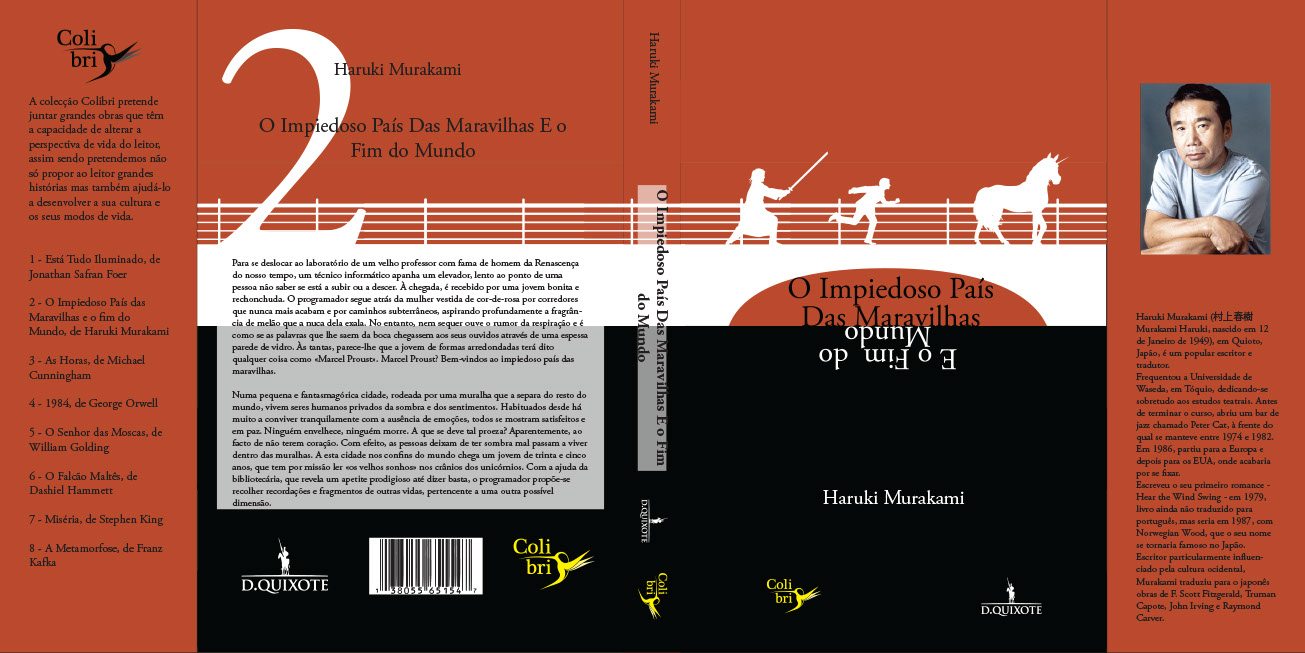 Coli
bri
A colecção Colibri pretende
juntar grandes obras que têm
a capacidade de alterar a
perspectiva de vida do leitor,
assim sendo pretendemos não
só propor ao leitor grandes
histórias mas também ajudá-lo
a desenvolver a sua cultura e
os seus modos de vida.
1 - Está Tudo Iluminado, de
Jonathan Safran Foer
2 - O Impiedoso País das
Maravilhas e o fim do
Mundo, de Haruki Murakami
3 - As Horas, de Michael
Cunningham
4 - 1984, de George Orwell
5 - O Senhor das Moscas, de
William Golding
6 - O Falcão Maltês, de
Dashiel Hammett
7 - Miséria, de Stephen King
8 - A Metamorfose, de Franz
Kafka
2
Haruki Murakami
O Impiedoso País Das Maravilhas E o
Fim do Mundo
Para se deslocar ao laboratório de um velho professor com fama de homem da Renascença
do nosso tempo, um técnico informático apanha um elevador, lento ao ponto de uma
pessoa não saber se está a subir ou a descer. À chegada, é recebido por uma jovem bonita e
rechonchuda. O programador segue atrás da mulher vestida de cor-de-rosa por corredores
que nunca mais acabam e por caminhos subterrâneos, aspirando profundamente a fragrân-
cia de melão que a nuca dela exala. No entanto, nem sequer ouve o rumor da respiração e é
como se as palavras que lhe saem da boca chegassem aos seus ouvidos através de uma espessa
parede de vidro. Às tantas, parece-lhe que a jovem de formas arredondadas terá dito
qualquer coisa como «Marcel Proust». Marcel Proust? Bem-vindos ao impiedoso país das
maravilhas.
Numa pequena e fantasmagórica cidade, rodeada por uma muralha que a separa do resto do
mundo, vivem seres humanos privados da sombra e dos sentimentos. Habituados desde há
muito a conviver tranquilamente com a ausência de emoções, todos se mostram satisfeitos e
em paz. Ninguém envelhece, ninguém morre. A que se deve tal proeza? Aparentemente, ao
facto de não terem coração. Com efeito, as pessoas deixam de ter sombra mal passam a viver
dentro das muralhas. A esta cidade nos confins do mundo chega um jovem de trinta e cinco
anos, que tem por missão ler «os velhos sonhos» nos crânios dos unicórnios. Com a ajuda da
bibliotecária, que revela um apetite prodigioso até dizer basta, o programador propõe-se
recolher recordações e fragmentos de outras vidas, pertencente a uma outra possível
dimensão.
D.QUIXOTE
1 38055 65154 7
Coli
bri
Haruki Murakami
O Impiedoso País Das Maravilhas E o Fim
do Mundo
D.QUIXOTE
Coli
bri
O Impiedoso País
Das Maravilhas
E o Fim do
Mundo
Haruki Murakami
Coli
bri
D.QUIXOTE
Haruki Murakami (村上春樹
Murakami Haruki, nascido em 12
de Janeiro de 1949), em Quioto,
Japão, é um popular escritor e
tradutor.
Frequentou a Universidade de
Waseda, em Tóquio, dedicando-se
sobretudo aos estudos teatrais. Antes
de terminar o curso, abriu um bar de
jazz chamado Peter Cat, à frente do
qual se manteve entre 1974 e 1982.
Em 1986, partiu para a Europa e
depois para os EUA, onde acabaria
por se fixar.
Escreveu o seu primeiro romance -
Hear the Wind Swing - em 1979,
livro ainda não traduzido para
português, mas seria em 1987, com
Norwegian Wood, que o seu nome
se tornaria famoso no Japão.
Escritor particularmente influen-
ciado pela cultura ocidental,
Murakami traduziu para o japonês
obras de F. Scott Fitzgerald, Truman
Capote, John Irving e Raymond
Carver.